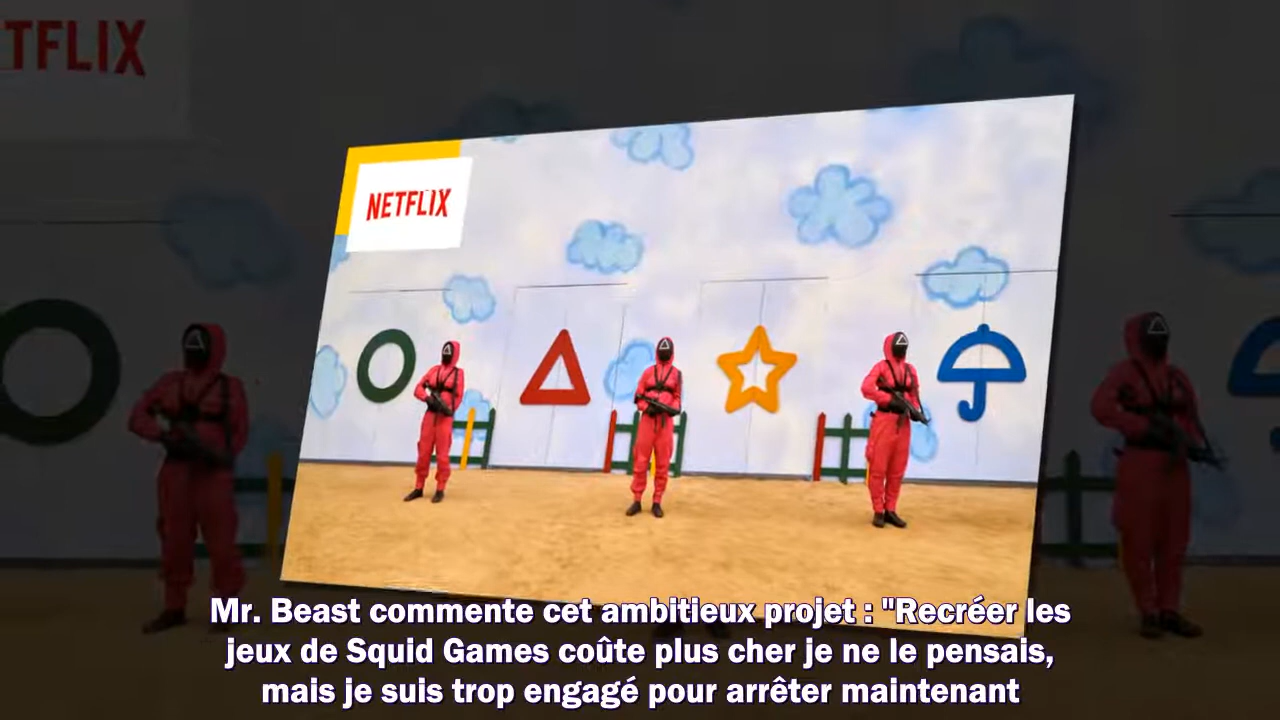 TFLIX
NETFLIX
Mr. Beast commente cet ambitieux projet : "Recréer les
jeux de Squid Games coûte plus cher je ne le pensais,
mais je suis trop engagé pour arrêter maintenant